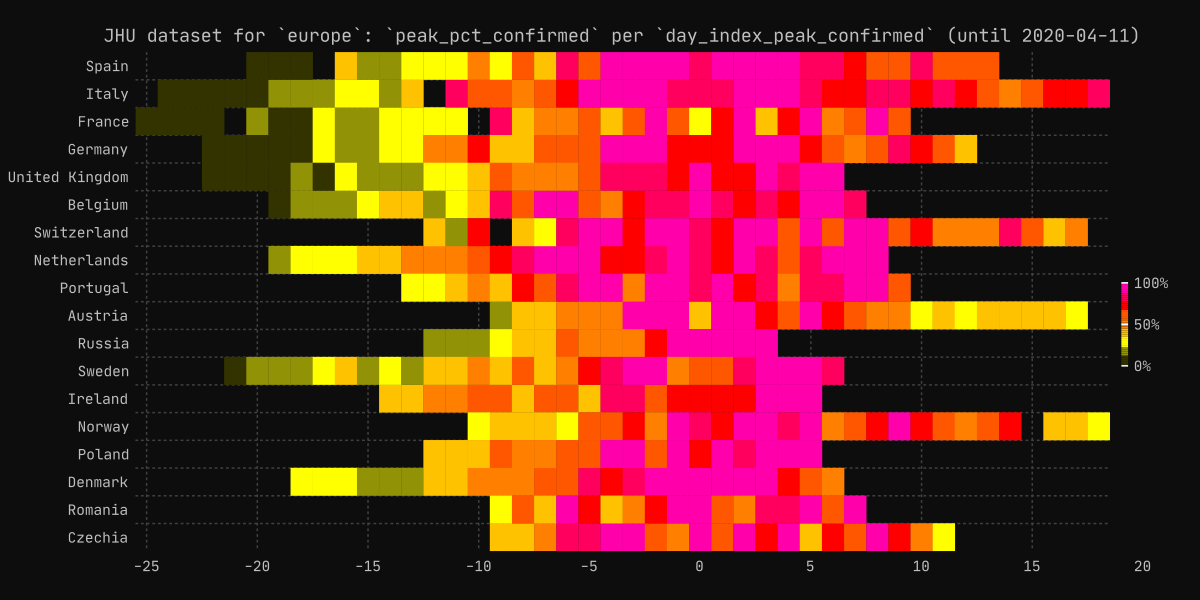 JHU dataset for `europe`: `peak_pct_confirmed` per `day_index_peak_confirmed` (until 2020-04-11)
Spain
Italy
France
Germany
United Kingdom
Belgium
Switzerland
Netherlands
Portugal
Austria
Russia
Sweden
Ireland
Norway
Poland
Denmark
Romania
Czechia
100%
50%
0%
-25 -20 -15 -10 -5 0 5 10 15 20